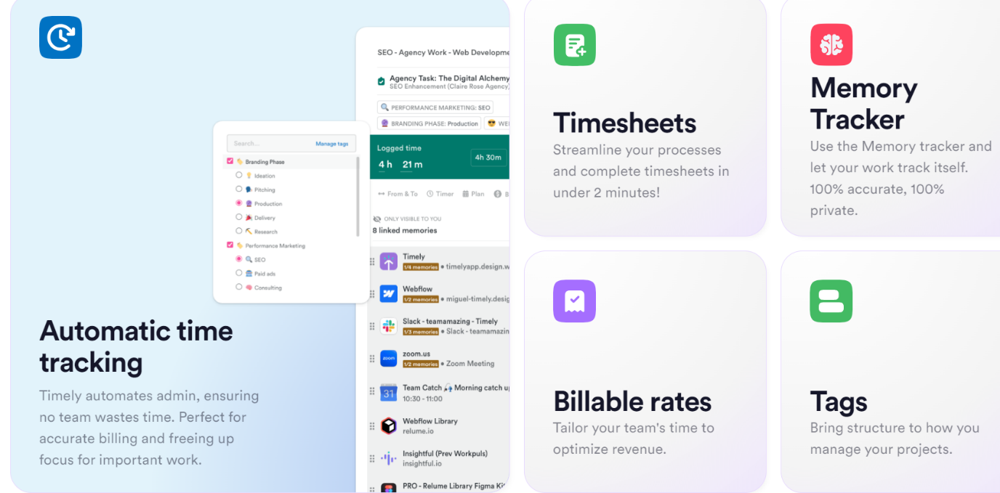 SEO - Agency Work - Web Developme
Agency Task: The Digital Alchemy
SEO Enhancement (Claire Rose Agency)
PERFORMANCE MARKETING: SEO
BRANDING PHASE: Production
WE
Logged time
4 h 21 m
4h 30m
From & To
Timer
Plan
B
ONLY VISIBLE TO YOU
8 linked memories
Timely
1/4 memories • timelyapp.design.w
Webflow
1/2 memories • miguel-timely.desig
Slack - teamamazing - Timely
1/3 memories • Slack - teamamazin
zoom
zoom.us
1/2 memories • Zoom Meeting
31
Team Catch 🎣 Morning catch u
10:30 - 11:00
Webflow Library
relume.io
Insightful (Prev Workpuls)
insightful.io
PRO - Relume Library Figma Ki
Search...
Manage tags
Branding Phase
Ideation
Pitching
Production
Delivery
Research
Performance Marketing
SEO
Paid ads
Consulting
Automatic time
tracking
Timely automates admin, ensuring
no team wastes time. Perfect for
accurate billing and freeing up
focus for important work.
Timesheets
Streamline your processes
and complete timesheets in
under 2 minutes!
Memory
Tracker
Use the Memory tracker and
let your work track itself.
100% accurate, 100%
private.
Billable rates
Tailor your team's time to
optimize revenue.
Tags
Bring structure to how you
manage your projects.